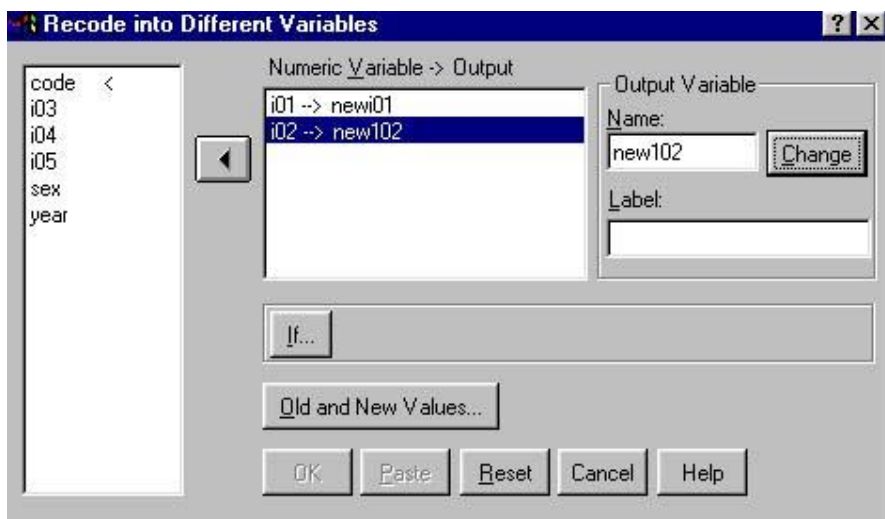 Recode into Different Variables
code <
i03
i04
i05
sex
year
Numeric Variable -> Output
i01 --> newi01
i02 --> new102
Output Variable
Name:
new102
Change
Label:
If...
Old and New Values...
OK
Paste
Reset
Cancel
Help